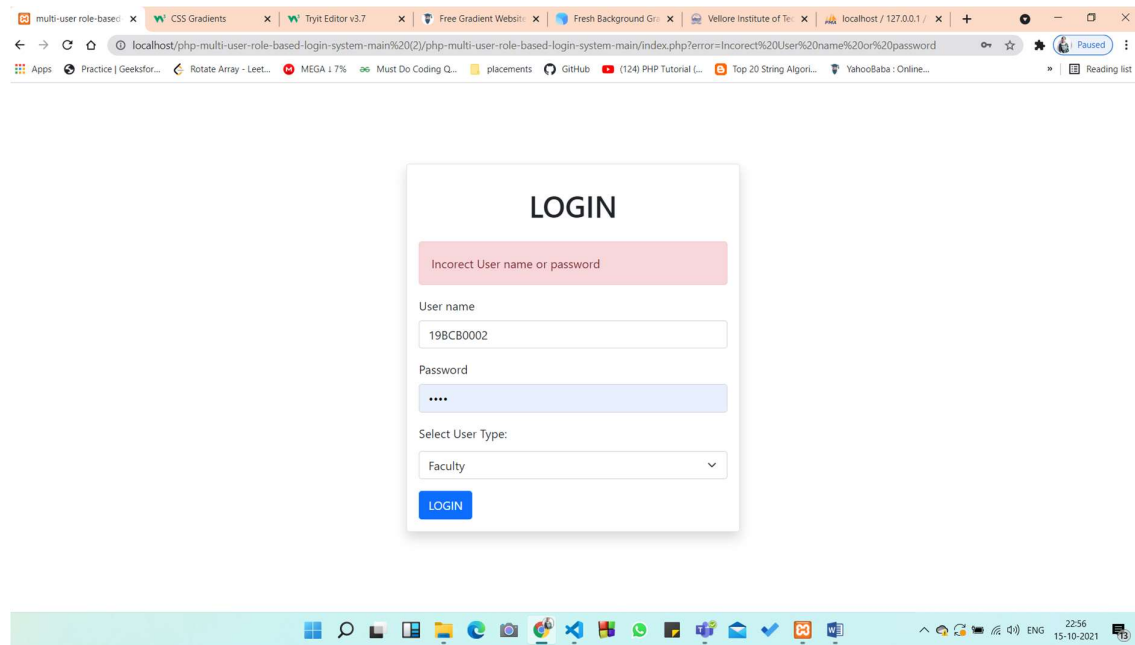 multi-user role-based CSS Gradients Tryit Editor v3.7 Free Gradient Website Fresh Background Gra Vellore Institute of Tec localhost / 127.0.0.1 /
localhost/php-multi-user-role-based-login-system-main%20(2)/php-multi-user-role-based-login-system-main/index.php?error=Incorect%20User%20name%20or%20password Paused
Apps Practice | Geeksfor... Rotate Array - Leet... MEGA ↓ 7% Must Do Coding Q... placements GitHub (124) PHP Tutorial (... Top 20 String Algori... YahooBaba : Online... » Reading list
LOGIN
Incorect User name or password
User name
19BCB0002
Password
Select User Type:
Faculty
LOGIN
ENG 22:56
15-10-2021 13